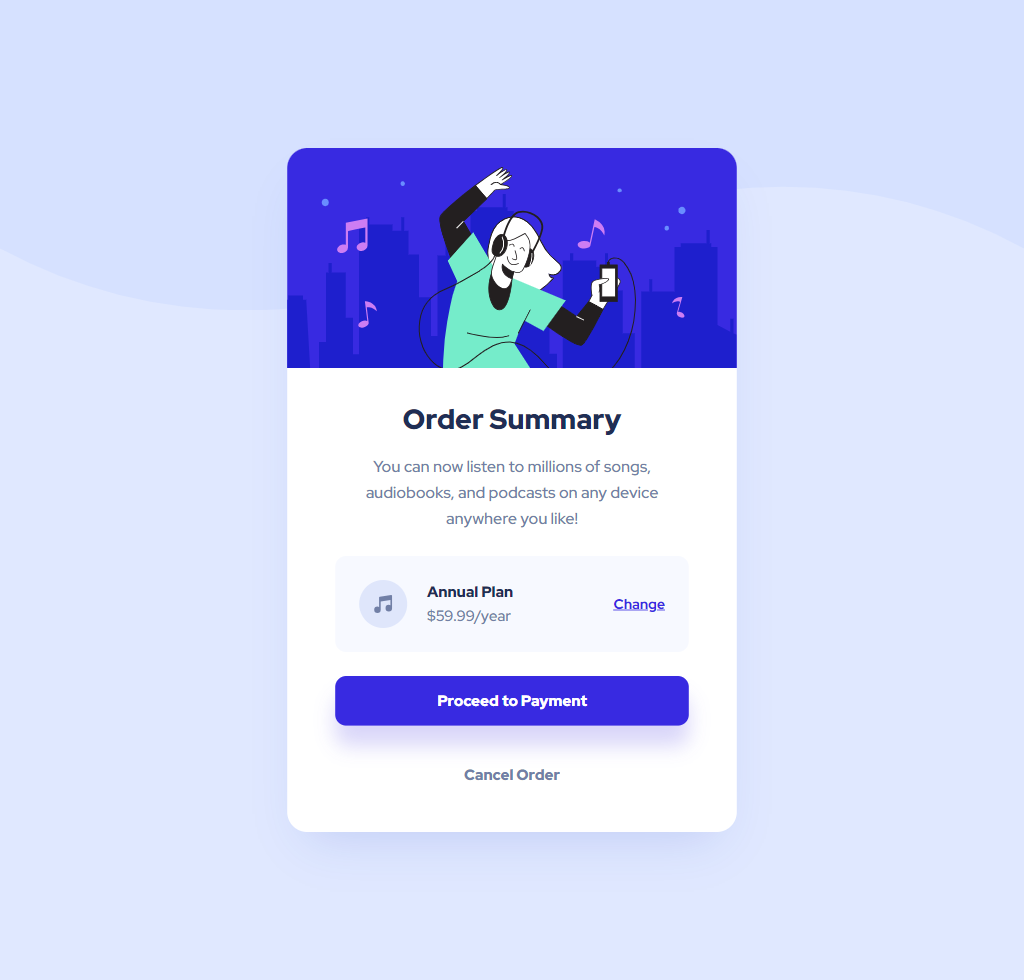 Order Summary
You can now listen to millions of songs,
audiobooks, and podcasts on any device
anywhere you like!
Annual Plan
$59.99/year
Change
Proceed to Payment
Cancel Order